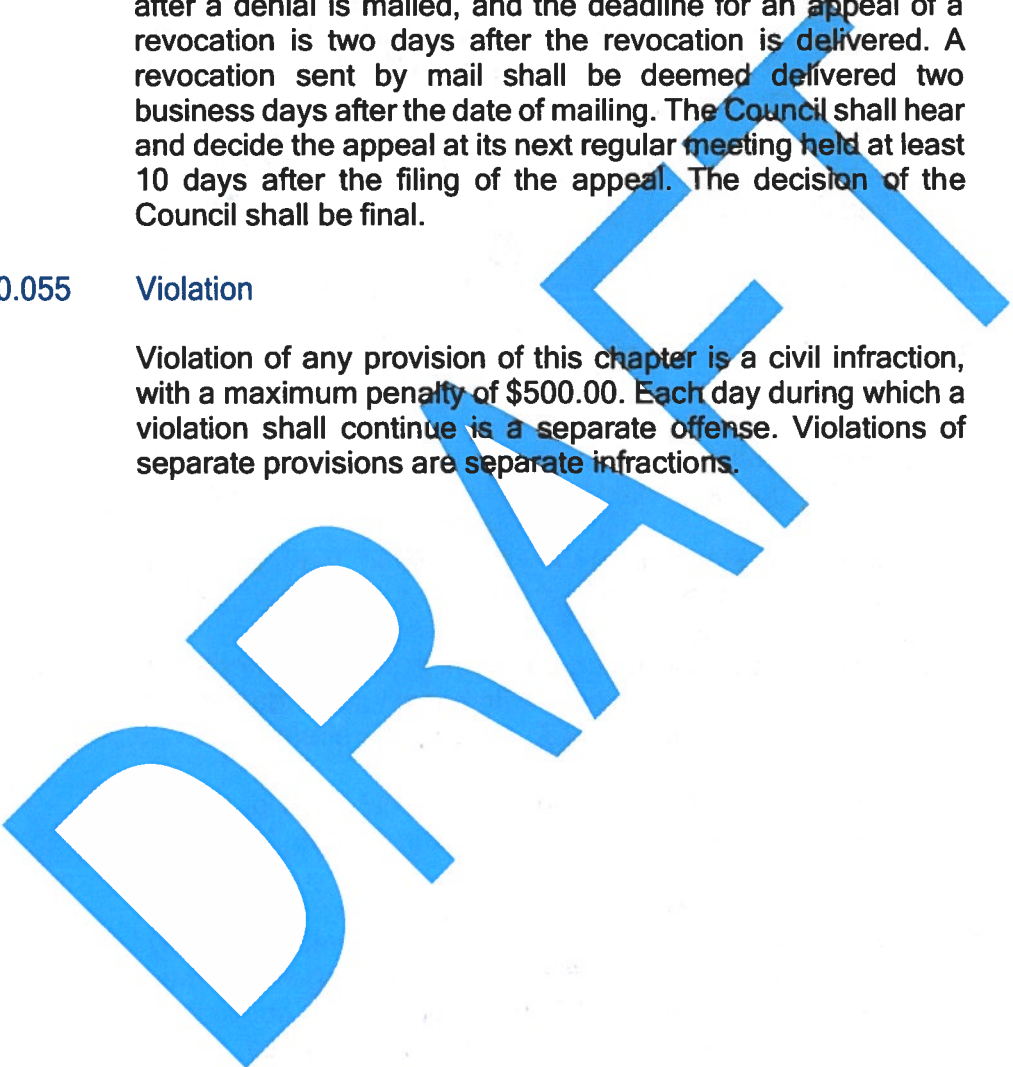 after a denial is mailed, and the deadline for an appeal of a
revocation is two days after the revocation is delivered. A
revocation sent by mail shall be deemed delivered two
business days after the date of mailing. The Council shall hear
and decide the appeal at its next regular meeting held at least
10 days after the filing of the appeal. The decision of the
Council shall be final.
0.055 Violation
Violation of any provision of this chapter is a civil infraction,
with a maximum penalty of $500.00. Each day during which a
violation shall continue is a separate offense. Violations of
separate provisions are separate infractions.
DRAFT